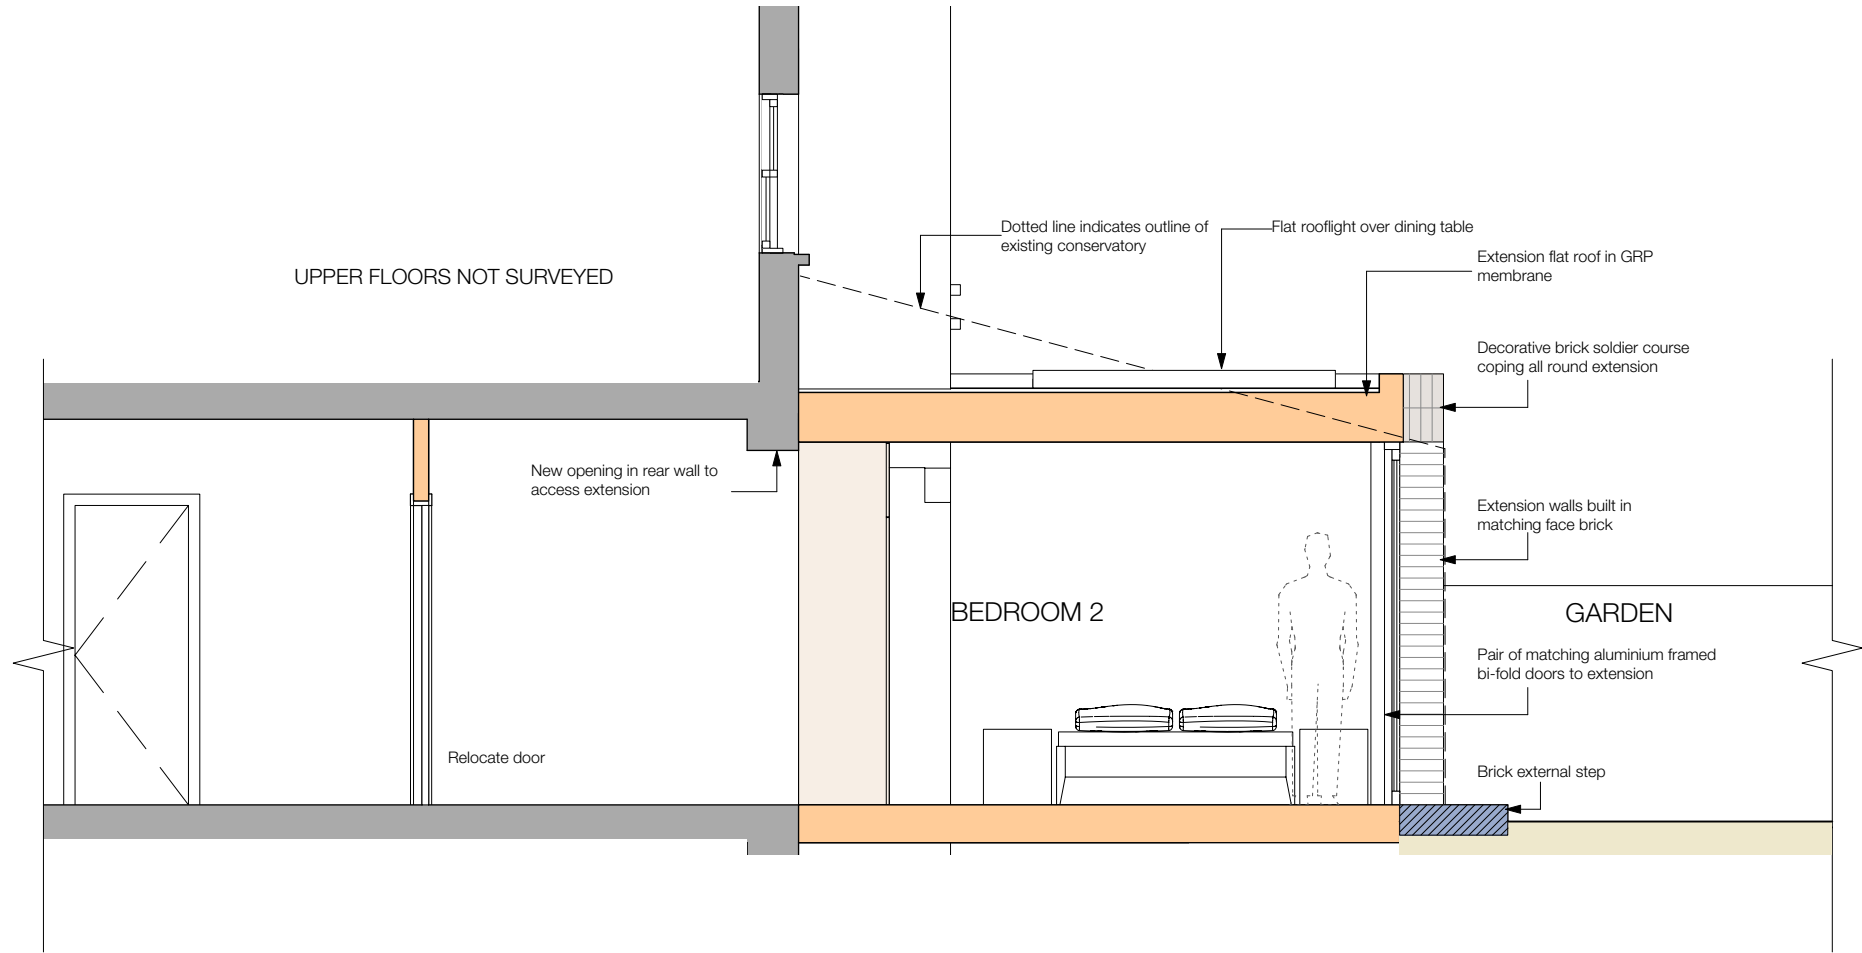 Dotted line indicates outline of
existing conservatory
Flat rooflight over dining table
Extension flat roof in GRP
membrane
UPPER FLOORS NOT SURVEYED
Decorative brick soldier course
coping all round extension
New opening in rear wall to
access extension
Extension walls built in
matching face brick
BEDROOM 2
GARDEN
Pair of matching aluminium framed
bi-fold doors to extension
Relocate door
Brick external step